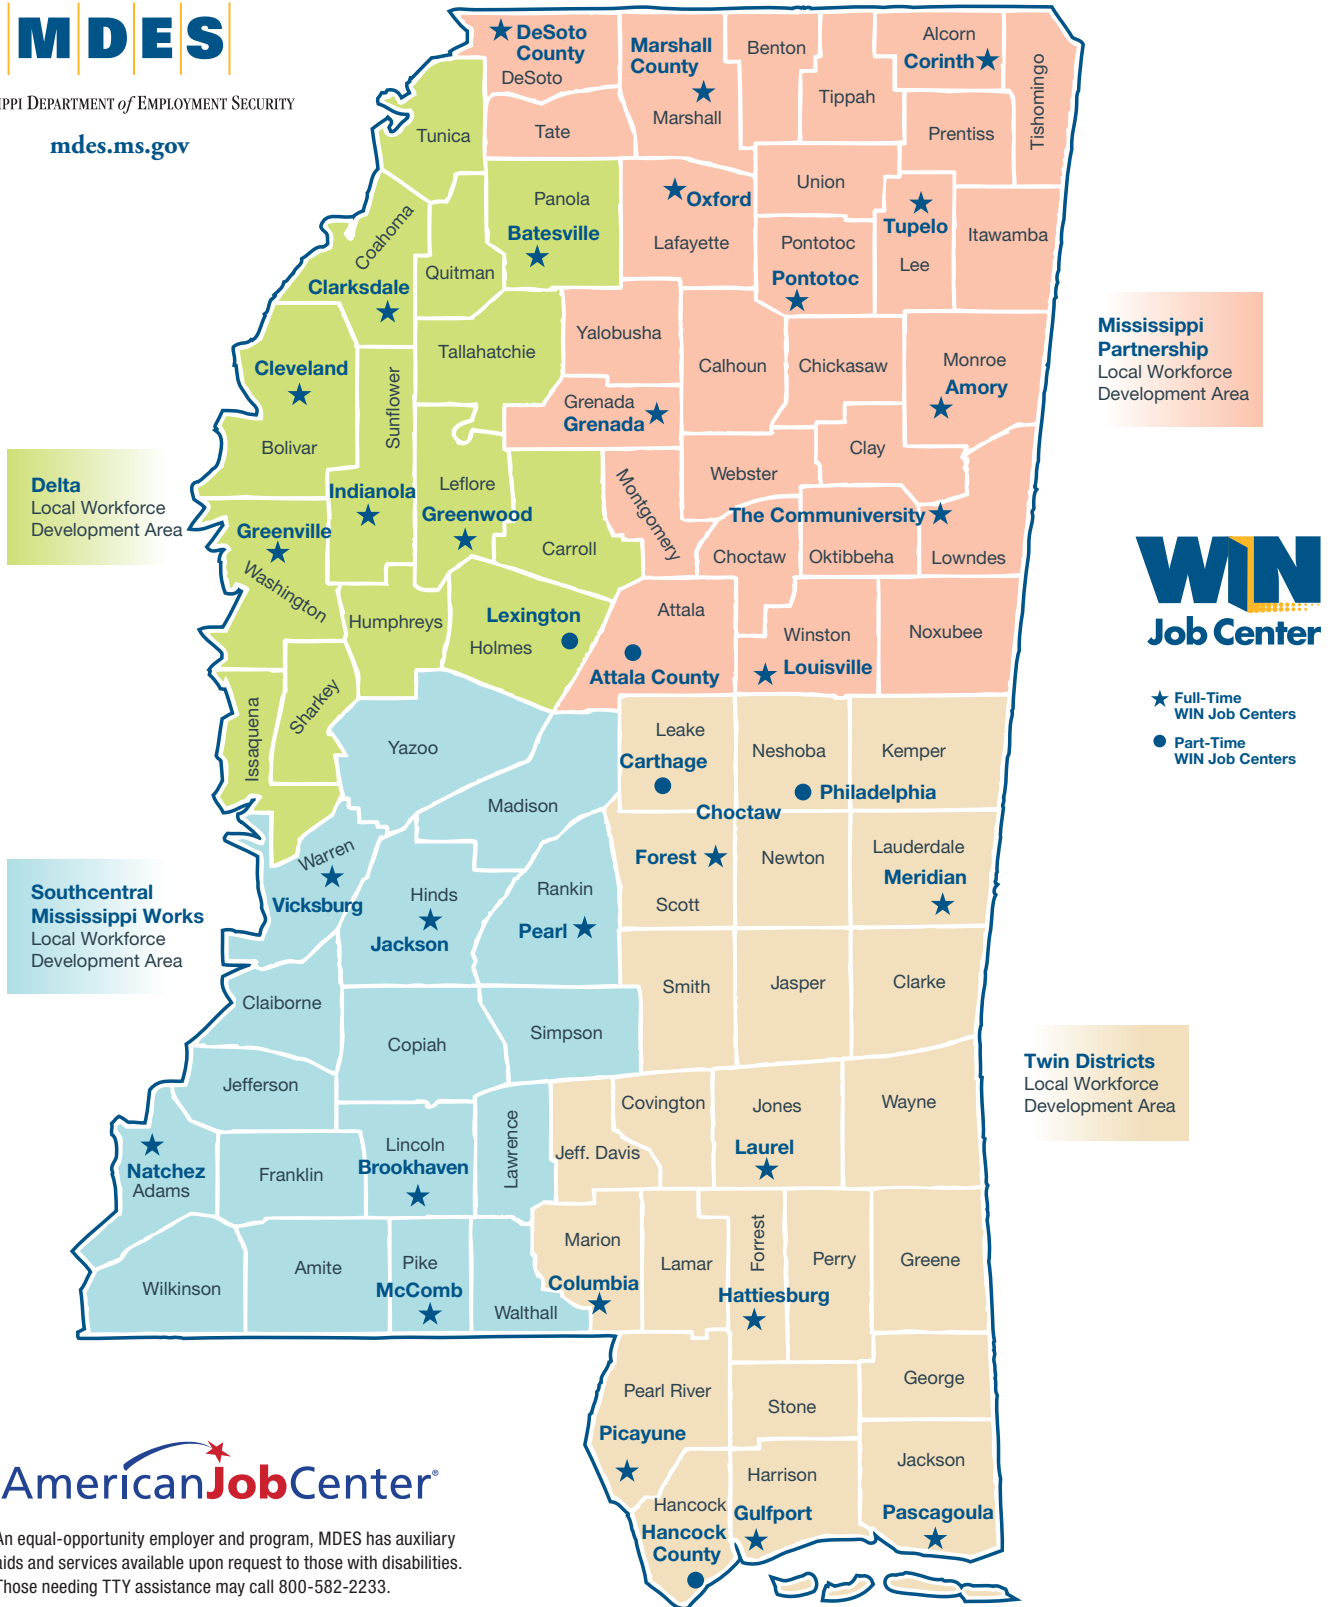 MDES
IPPI DEPARTMENT of EMPLOYMENT SECURITY
mdes.ms.gov
DeSoto
County
DeSoto
Marshall
County
Marshall
Benton
Tippah
Alcorn
Corinth
Tishomingo
Tunica
Tate
Prentiss
Panola
Batesville
Oxford
Lafayette
Union
Pontotoc
Pontotoc
Tupelo
Lee
Itawamba
Coahoma
Clarksdale
Quitman
Tallahatchie
Yalobusha
Calhoun
Chickasaw
Monroe
Amory
Mississippi
Partnership
Local Workforce
Development Area
Cleveland
Bolivar
Sunflower
Grenada
Grenada
Clay
Webster
Montgomery
Delta
Local Workforce
Development Area
Indianola
Leflore
Greenwood
Carroll
The Communiversity
Choctaw
Oktibbeha
Lowndes
Greenville
Washington
Humphreys
Lexington
Holmes
Attala
Attala County
Winston
Louisville
Noxubee
WIN
Job Center
Full-Time
WIN Job Centers
Part-Time
WIN Job Centers
Issaquena
Sharkey
Yazoo
Madison
Leake
Carthage
Neshoba
Philadelphia
Kemper
Choctaw
Warren
Vicksburg
Hinds
Jackson
Rankin
Pearl
Forest
Scott
Newton
Lauderdale
Meridian
Southcentral
Mississippi Works
Local Workforce
Development Area
Claiborne
Copiah
Simpson
Smith
Jasper
Clarke
Jefferson
Natchez
Adams
Franklin
Lincoln
Brookhaven
Lawrence
Jeff. Davis
Covington
Jones
Laurel
Wayne
Twin Districts
Local Workforce
Development Area
Wilkinson
Amite
Pike
McComb
Walthall
Marion
Columbia
Lamar
Forrest
Hattiesburg
Perry
Greene
Pearl River
Picayune
Stone
George
Hancock
Hancock
County
Harrison
Gulfport
Jackson
Pascagoula
AmericanJobCenter®
An equal-opportunity employer and program, MDES has auxiliary
aids and services available upon request to those with disabilities.
Those needing TTY assistance may call 800-582-2233.